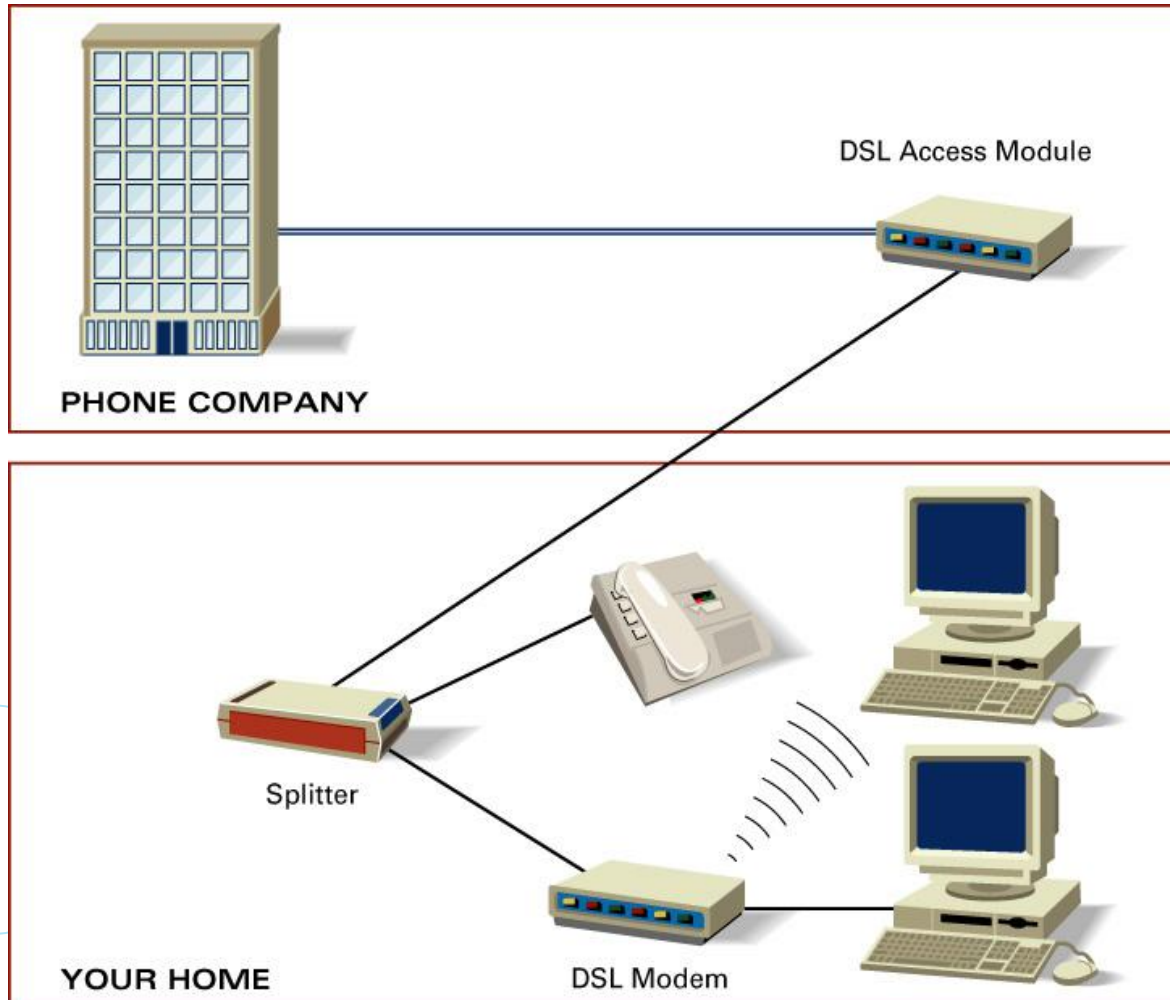 DSL Access Module
PHONE COMPANY
Splitter
DSL Modem
YOUR HOME